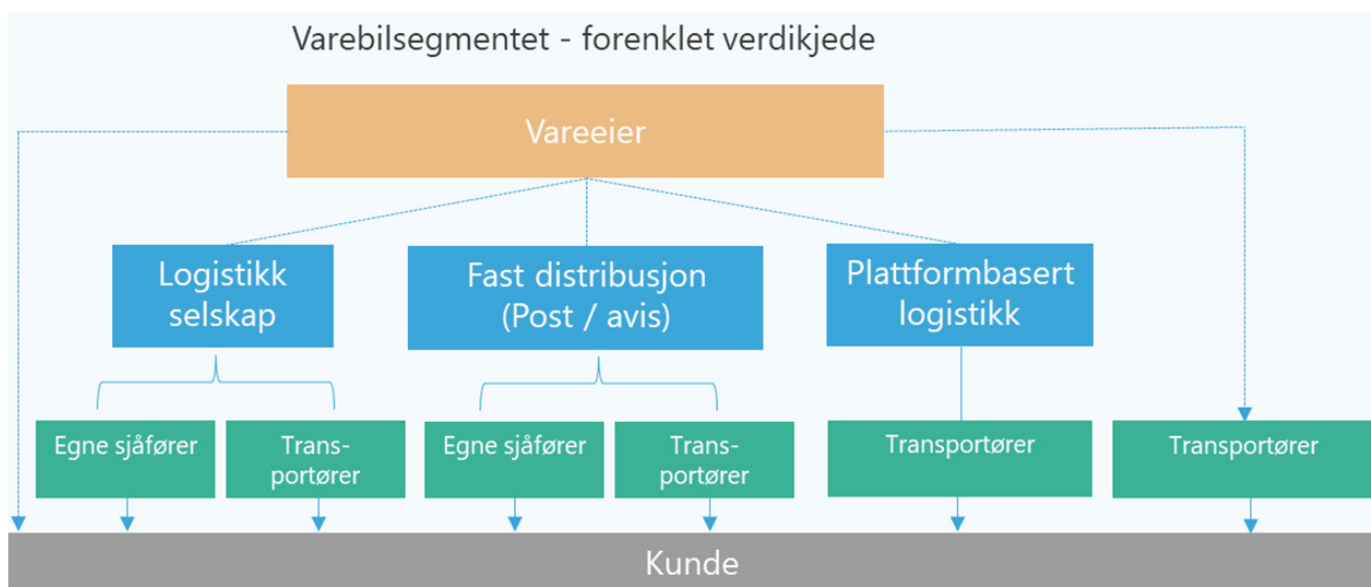 Varebilsegmentet - forenklet verdikjede
Vareeier
Logistikk
selskap
Fast distribusjon
(Post / avis)
Plattformbasert
logistikk
Egne sjåfører
Trans-
portører
Egne sjåfører
Trans-
portører
Transportører
Transportører
Kunde